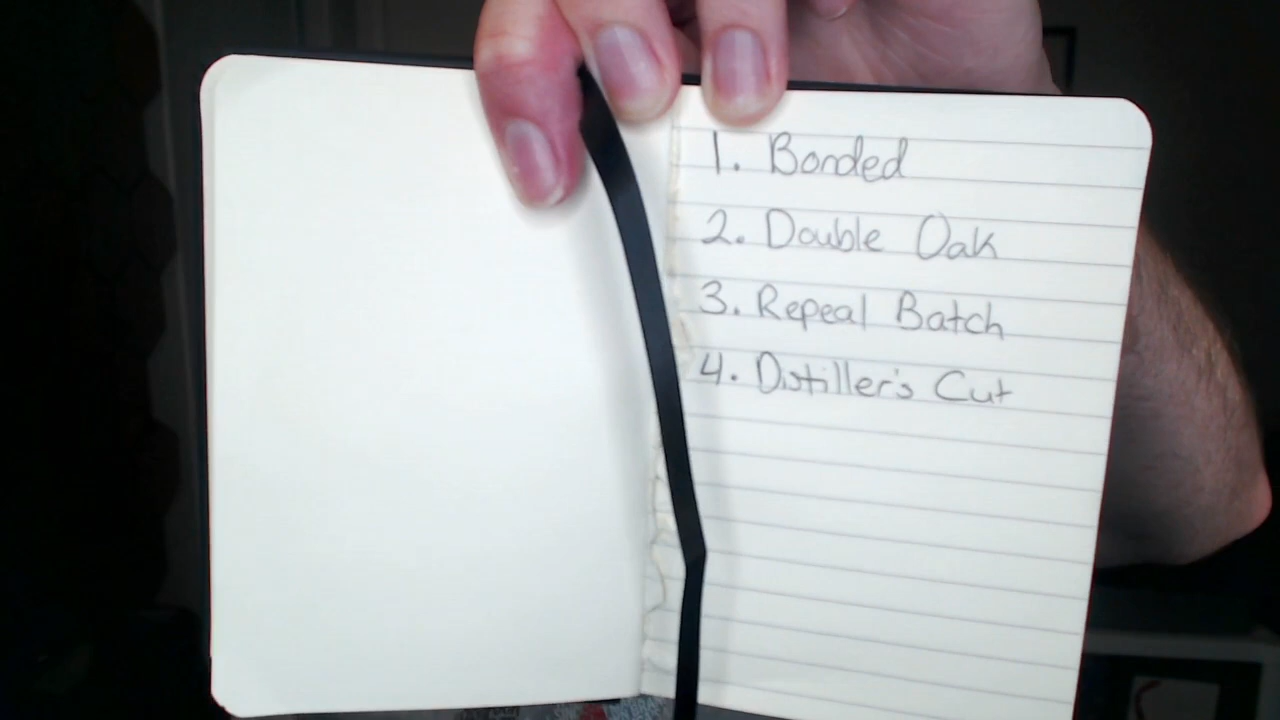 1. Bonded
2. Double Oak
3. Repeal Batch
4. Distiller's Cut